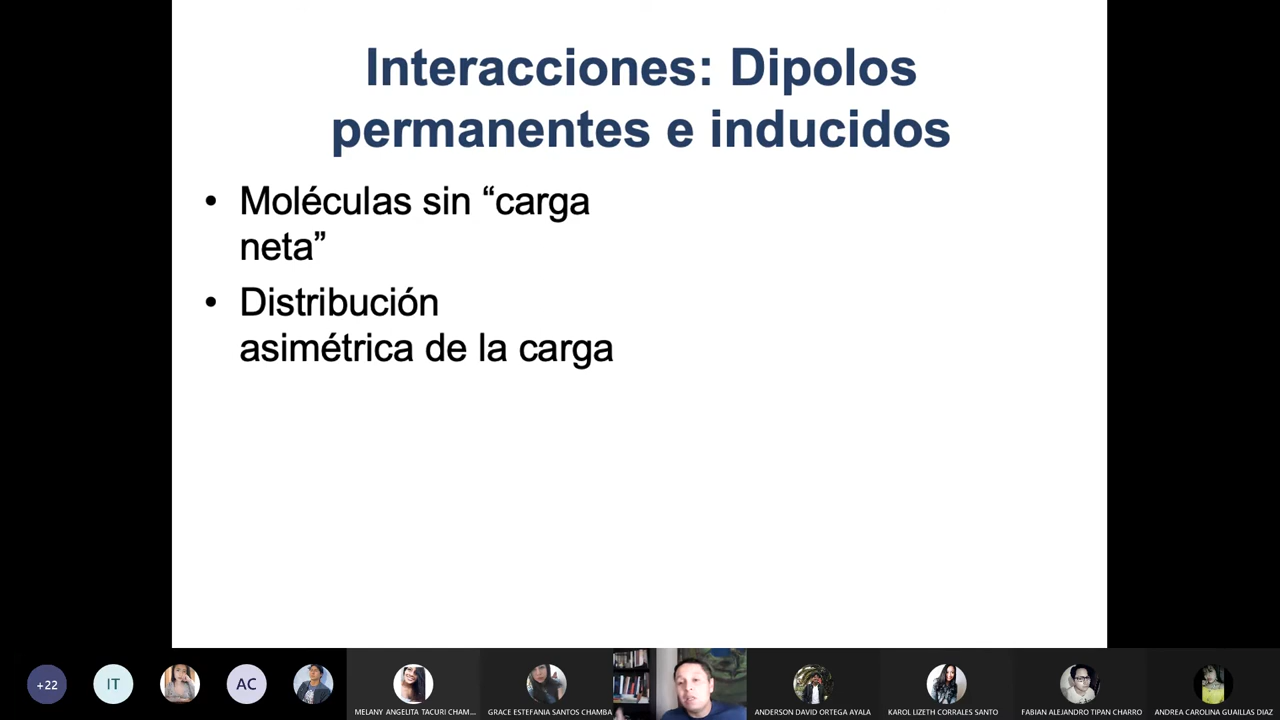 Interacciones: Dipolos
permanentes e inducidos
• Moléculas sin “carga
neta”
• Distribución
asimétrica de la carga
+22
IT
AC
MELANY ANGELITA TACURI CHAM...
GRACE ESTEFANIA SANTOS CHAMBA
ANDERSON DAVID ORTEGA AYALA
KAROL LIZETH CORRALES SANTO
FABIAN ALEJANDRO TIPAN CHARRO
ANDREA CAROLINA GUAILLAS DIAZ